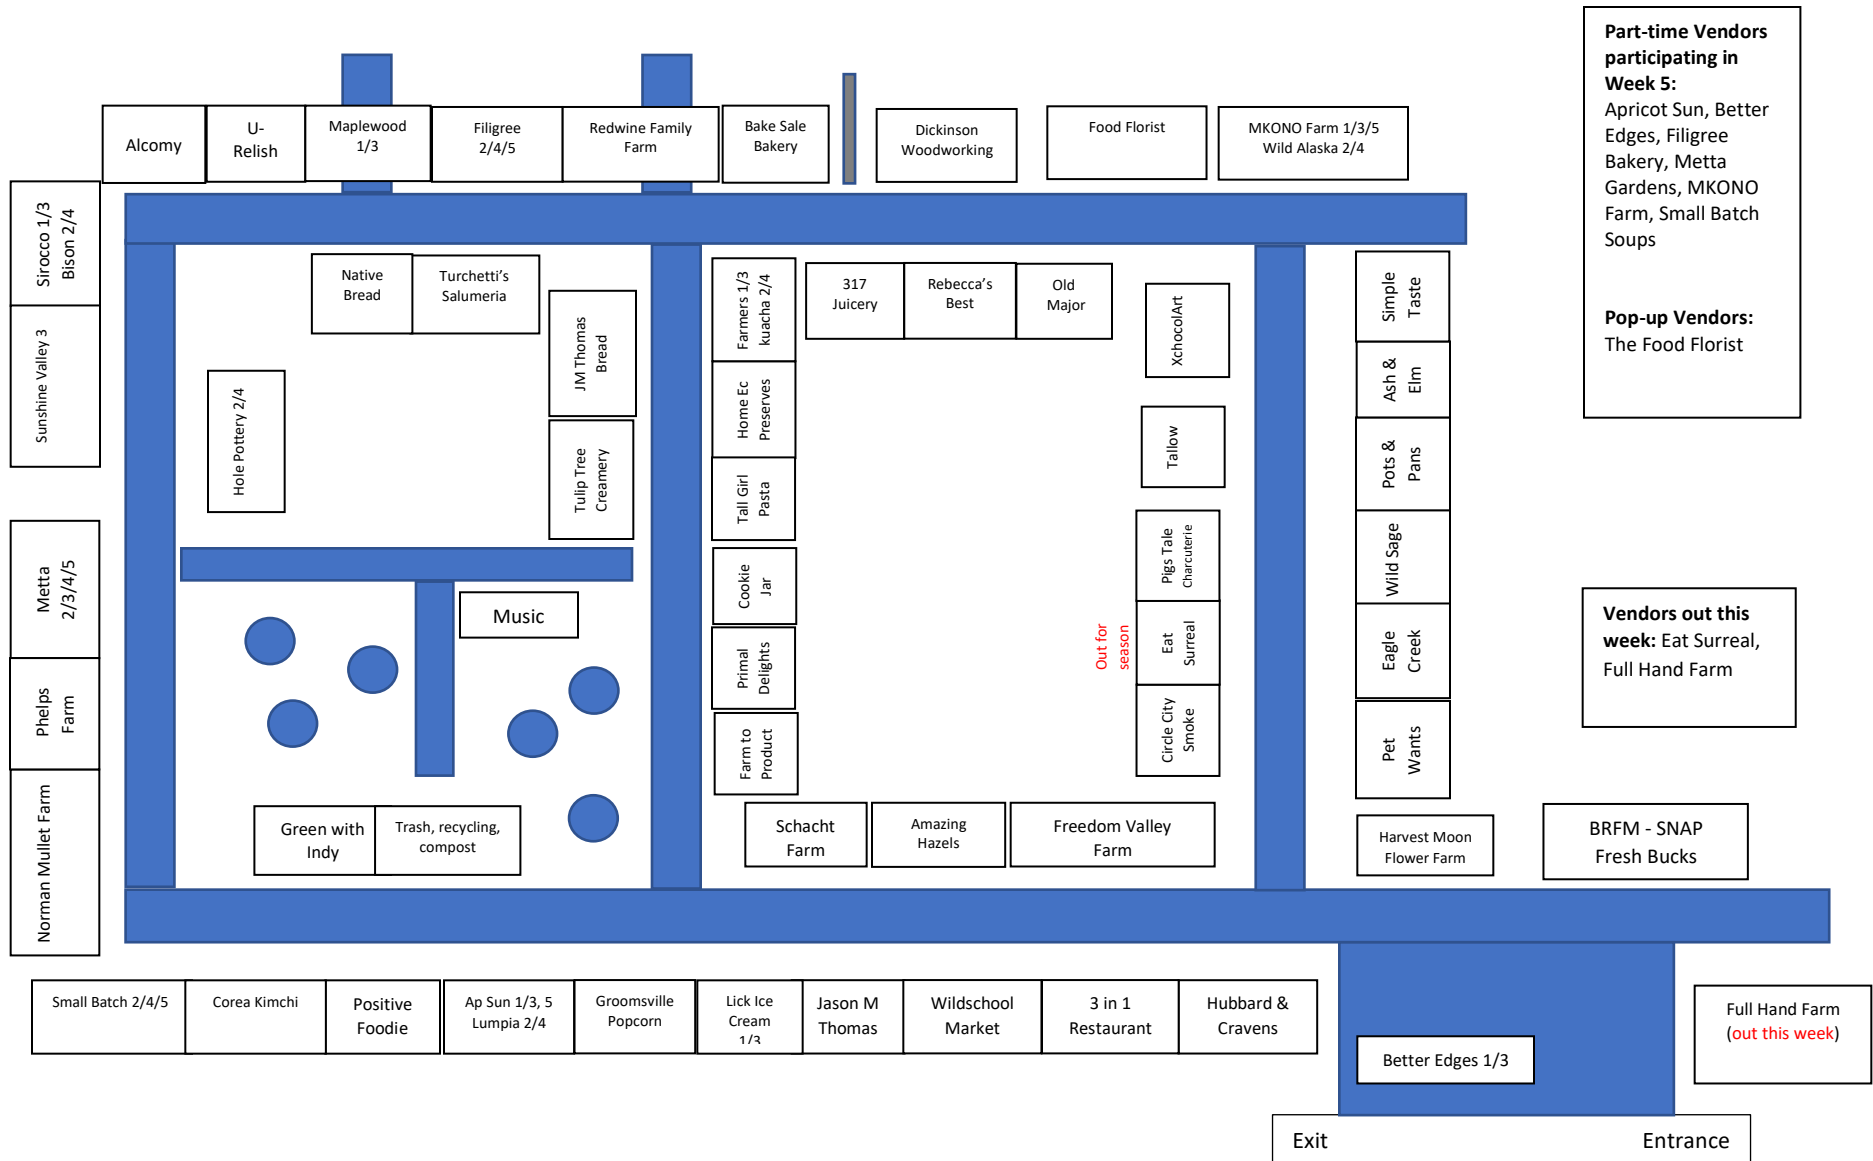 Part-time Vendors
participating in
Week 5:
Apricot Sun, Better
Edges, Filigree
Bakery, Metta
Gardens, MKONO
Farm, Small Batch
Soups
Pop-up Vendors:
The Food Florist
Alcomy
U-
Relish
Maplewood
1/3
Filigree
2/4/5
Redwine Family
Farm
Bake Sale
Bakery
Dickinson
Woodworking
Food Florist
MKONO Farm 1/3/5
Wild Alaska 2/4
Sirocco 1/3
Bison 2/4
Sunshine Valley 3
Metta
2/3/4/5
Phelps
Farm
Norman Mullet Farm
Native
Bread
Turchetti’s
Salumeria
JM Thomas
Bread
Hole Pottery 2/4
Tulip Tree
Creamery
Music
Green with
Indy
Trash, recycling,
compost
Farmers 1/3
kuacha 2/4
Home Ec
Preserves
Tall Girl
Pasta
Cookie
Jar
Primal
Delights
Farm to
Product
317
Juicery
Rebecca’s
Best
Old
Major
XchocolArt
Tallow
Pigs Tale
Charcuterie
Out for
season
Eat
Surreal
Circle City
Smoke
Schacht
Farm
Amazing
Hazels
Freedom Valley
Farm
Simple
Taste
Ash &
Elm
Pots &
Pans
Wild Sage
Eagle
Creek
Pet
Wants
Harvest Moon
Flower Farm
Vendors out this
week: Eat Surreal,
Full Hand Farm
BRFM - SNAP
Fresh Bucks
Small Batch 2/4/5
Corea Kimchi
Positive
Foodie
Ap Sun 1/3, 5
Lumpia 2/4
Groomsville
Popcorn
Lick Ice
Cream
1/3
Jason M
Thomas
Wildschool
Market
3 in 1
Restaurant
Hubbard &
Cravens
Better Edges 1/3
Full Hand Farm
(out this week)
Exit
Entrance